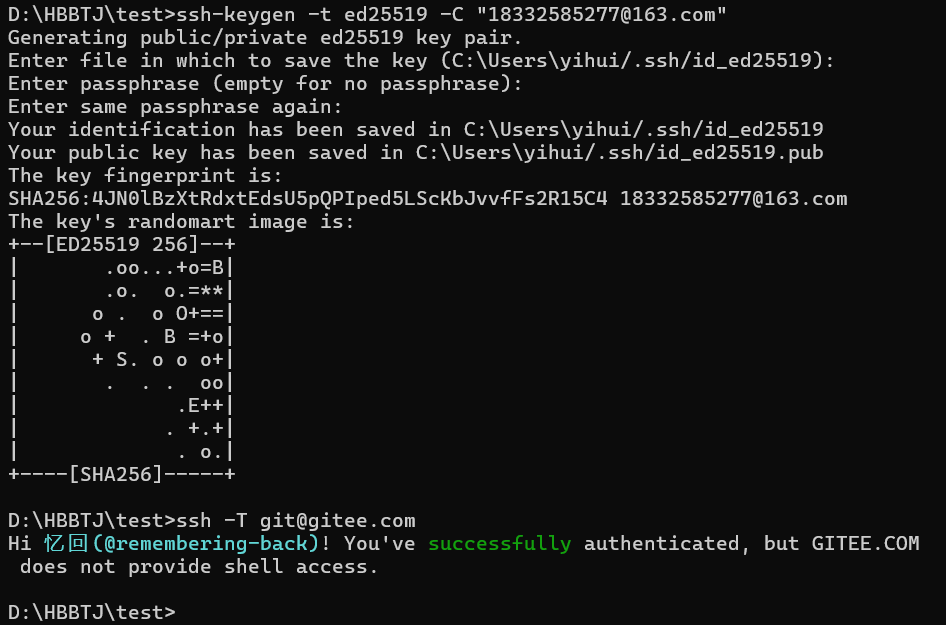 D:\HBBTJ\test>ssh-keygen -t ed25519 -C "18332585277@163.com"
Generating public/private ed25519 key pair.
Enter file in which to save the key (C:\Users\yihui/.ssh/id_ed25519):
Enter passphrase (empty for no passphrase):
Enter same passphrase again:
Your identification has been saved in C:\Users\yihui/.ssh/id_ed25519
Your public key has been saved in C:\Users\yihui/.ssh/id_ed25519.pub
The key fingerprint is:
SHA256:4JN0lBzXtRdxtEdsU5pQPIped5LSckbJvvfFs2R15C4 18332585277@163.com
The key's randomart image is:
+--[ED25519 256]--+
|       .oo...+o=B|
|       .o.  o.=**|
|      o .  o O+==|
|     o +  . B =+o|
|      + S. o o o+|
|       .  . .  oo|
|             .E++|
|            . +.+|
|             . o.|
+----[SHA256]-----+
D:\HBBTJ\test>ssh -T git@gitee.com
Hi 忆回(@remembering-back)! You've successfully authenticated, but GITEE.COM
 does not provide shell access.
D:\HBBTJ\test>